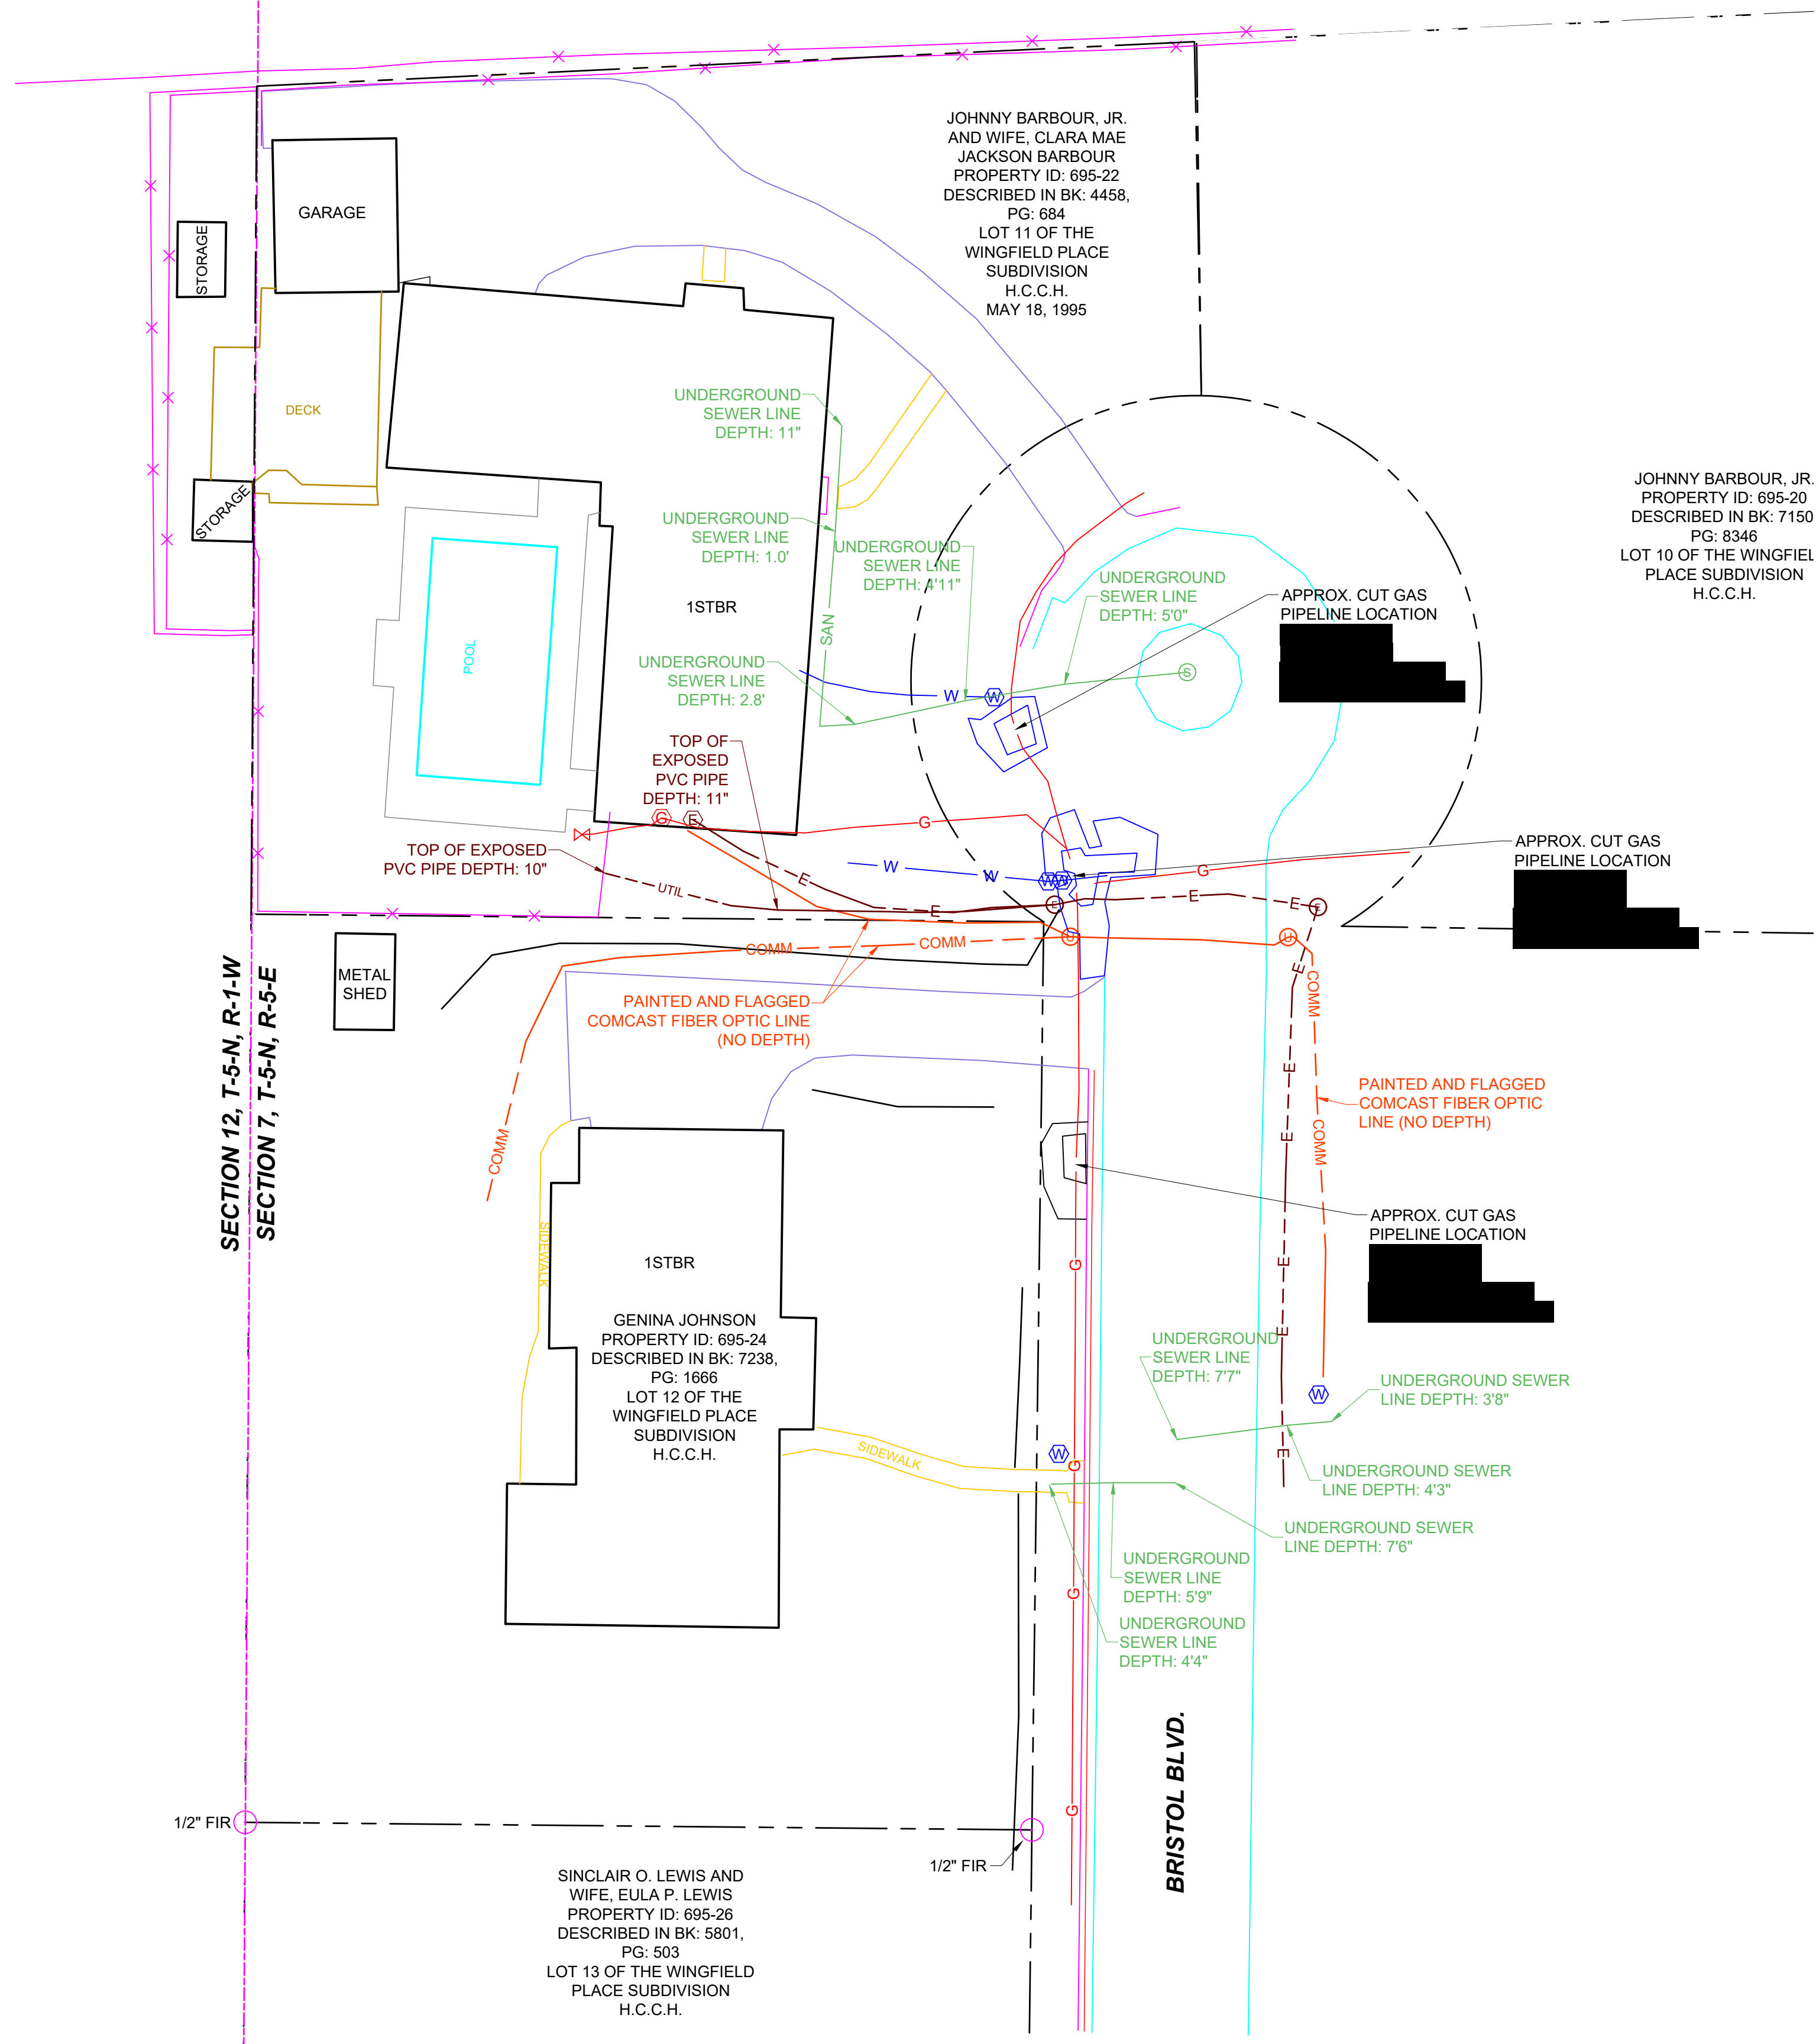 JOHNNY BARBOUR, JR.
AND WIFE, CLARA MAE
JACKSON BARBOUR
PROPERTY ID: 695-22
DESCRIBED IN BK: 4458,
PG: 684
LOT 11 OF THE
WINGFIELD PLACE
SUBDIVISION
H.C.C.H.
MAY 18, 1995
GARAGE
STORAGE
DECK
STORAGE
POOL
1STBR
UNDERGROUND
SEWER LINE
DEPTH: 11"
UNDERGROUND
SEWER LINE
DEPTH: 1.0'
UNDERGROUND
SEWER LINE
DEPTH: 4'11"
UNDERGROUND
SEWER LINE
DEPTH: 5'0"
UNDERGROUND
SEWER LINE
DEPTH: 2.8'
SAN
W
W
S
APPROX. CUT GAS
PIPELINE LOCATION
JOHNNY BARBOUR, JR.
PROPERTY ID: 695-20
DESCRIBED IN BK: 7150
PG: 8346
LOT 10 OF THE WINGFIEL
PLACE SUBDIVISION
H.C.C.H.
TOP OF
EXPOSED
PVC PIPE
DEPTH: 11"
G
E
G
TOP OF EXPOSED
PVC PIPE DEPTH: 10"
UTIL
E
E
W
W
W
W
E
G
E
E
E
APPROX. CUT GAS
PIPELINE LOCATION
METAL
SHED
COMM
COMM
U
U
E
COMM
PAINTED AND FLAGGED
COMCAST FIBER OPTIC LINE
(NO DEPTH)
COMM
SECTION 12, T-5-N, R-1-W
SECTION 7, T-5-N, R-5-E
E
E
E
E
E
COMM
PAINTED AND FLAGGED
COMCAST FIBER OPTIC
LINE (NO DEPTH)
APPROX. CUT GAS
PIPELINE LOCATION
SIDEWALK
1STBR
GENINA JOHNSON
PROPERTY ID: 695-24
DESCRIBED IN BK: 7238,
PG: 1666
LOT 12 OF THE
WINGFIELD PLACE
SUBDIVISION
H.C.C.H.
SIDEWALK
G
W
G
W
UNDERGROUND
SEWER LINE
DEPTH: 7'7"
UNDERGROUND SEWER
LINE DEPTH: 3'8"
UNDERGROUND SEWER
LINE DEPTH: 4'3"
UNDERGROUND SEWER
LINE DEPTH: 7'6"
UNDERGROUND
SEWER LINE
DEPTH: 5'9"
UNDERGROUND
SEWER LINE
DEPTH: 4'4"
G
G
BRISTOL BLVD.
1/2" FIR
1/2" FIR
SINCLAIR O. LEWIS AND
WIFE, EULA P. LEWIS
PROPERTY ID: 695-26
DESCRIBED IN BK: 5801,
PG: 503
LOT 13 OF THE WINGFIELD
PLACE SUBDIVISION
H.C.C.H.